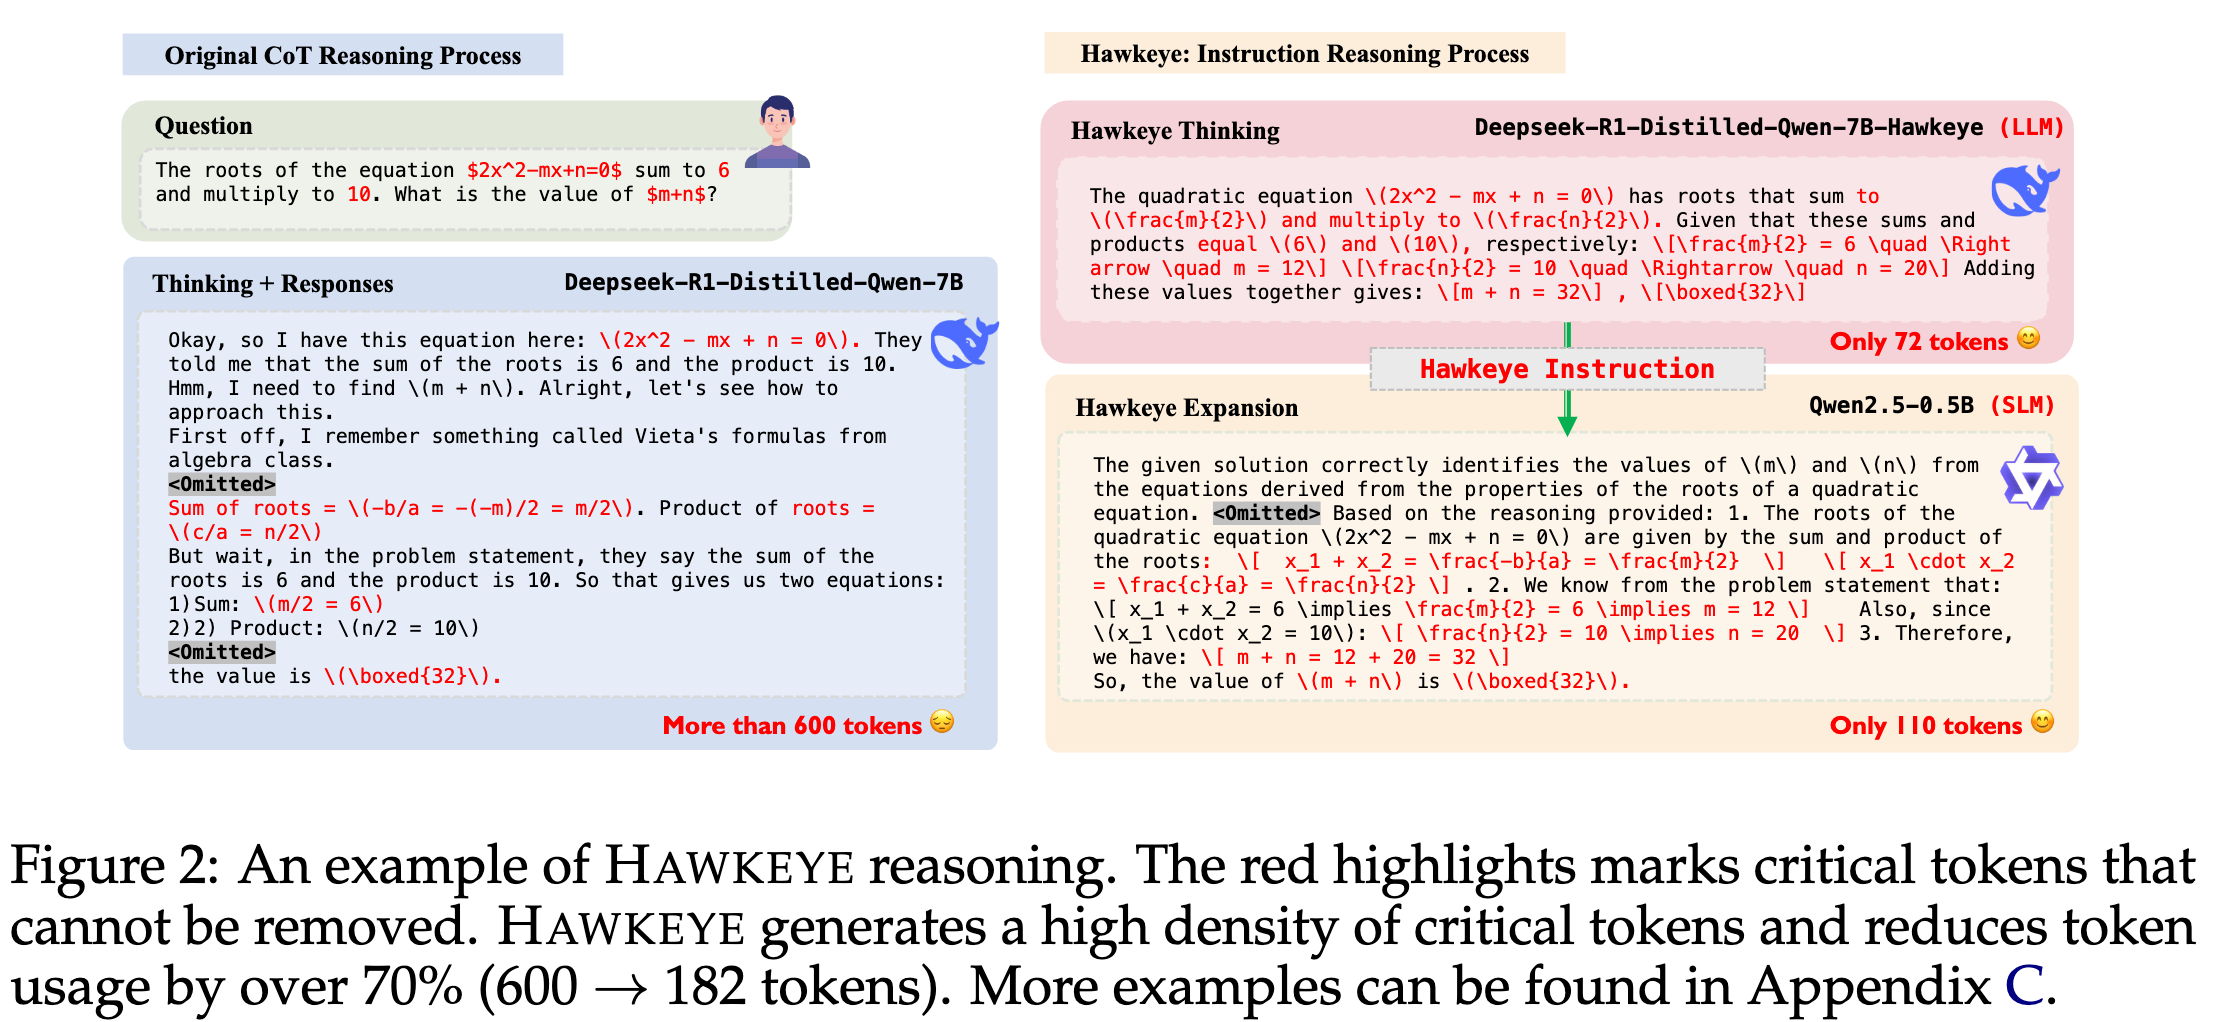 Original CoT Reasoning Process
Question
The roots of the equation $2x^2-mx+n=0$ sum to 6
and multiply to 10. What is the value of $m+n$?
Thinking + Responses
Deepseek-R1-Distilled-Qwen-7B
Okay, so I have this equation here: \(2x^2 - mx + n = 0\). They
told me that the sum of the roots is 6 and the product is 10.
Hmm, I need to find \(m + n\). Alright, let's see how to
approach this.
First off, I remember something called Vieta's formulas from
algebra class.
<Omitted>
Sum of roots = \(-b/a = -(-m)/2 = m/2\). Product of roots =
\(c/a = n/2\)
But wait, in the problem statement, they say the sum of the
roots is 6 and the product is 10. So that gives us two equations:
1)Sum: \(m/2 = 6\)
2)2) Product: \(n/2 = 10\)
<Omitted>
the value is \(\boxed{32}\).
More than 600 tokens
Hawkeye: Instruction Reasoning Process
Hawkeye Thinking
Deepseek-R1-Distilled-Qwen-7B-Hawkeye (LLM)
The quadratic equation \(2x^2 - mx + n = 0\) has roots that sum to
\(\frac{m}{2}\) and multiply to \(\frac{n}{2}\). Given that these sums and
products equal \(6\) and \(10\), respectively: \[\frac{m}{2} = 6 \quad \Right
arrow \quad m = 12\] \[\frac{n}{2} = 10 \quad \Rightarrow \quad n = 20\] Adding
these values together gives: \[m + n = 32\] , \[\boxed{32}\]
Only 72 tokens
Hawkeye Instruction
Hawkeye Expansion
Qwen2.5-0.5B (SLM)
The given solution correctly identifies the values of \(m\) and \(n\) from
the equations derived from the properties of the roots of a quadratic
equation. <Omitted> Based on the reasoning provided: 1. The roots of the
quadratic equation \(2x^2 - mx + n = 0\) are given by the sum and product of
the roots: \[ x_1 + x_2 = \frac{-b}{a} = \frac{m}{2} \] \[ x_1 \cdot x_2
= \frac{c}{a} = \frac{n}{2} \] . 2. We know from the problem statement that:
\[ x_1 + x_2 = 6 \implies \frac{m}{2} = 6 \implies m = 12 \] Also, since
\(x_1 \cdot x_2 = 10\): \[ \frac{n}{2} = 10 \implies n = 20 \] 3. Therefore,
we have: \[ m + n = 12 + 20 = 32 \]
So, the value of \(m + n\) is \(\boxed{32}\).
Only 110 tokens
Figure 2: An example of HAWKEYE reasoning. The red highlights marks critical tokens that
cannot be removed. HAWKEYE generates a high density of critical tokens and reduces token
usage by over 70% (600 → 182 tokens). More examples can be found in Appendix C.